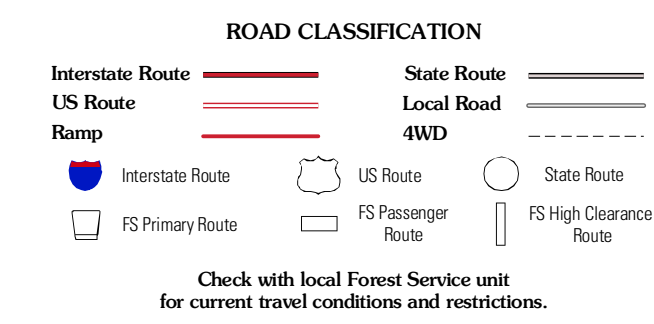 ROAD CLASSIFICATION
Interstate Route
State Route
US Route
Local Road
Ramp
4WD
Interstate Route
US Route
State Route
FS Primary Route
FS Passenger
Route
FS High Clearance
Route
Check with local Forest Service unit
for current travel conditions and restrictions.